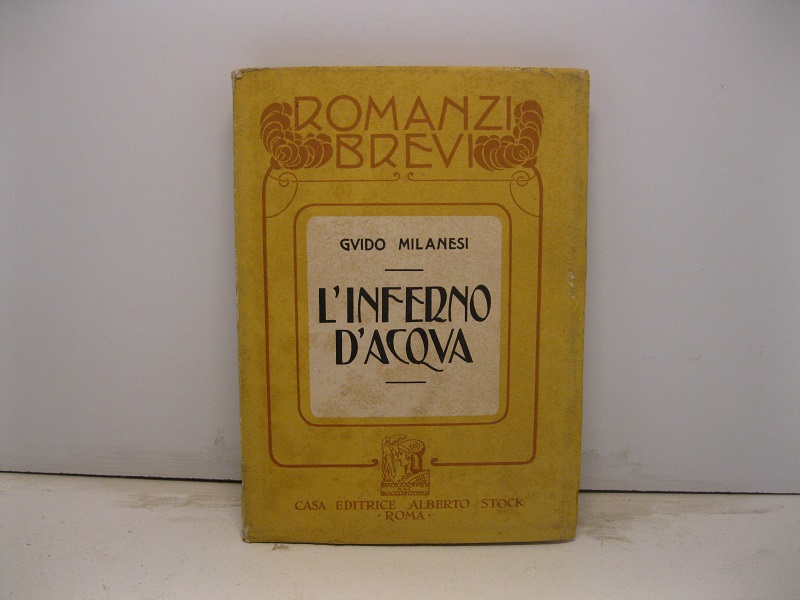 ROMANZI
BREVI
GVIDO MILANESI
L'INFERNO
D'ACQVA
CASA EDITRICE ALBERTO STOCK
· ROMA ·